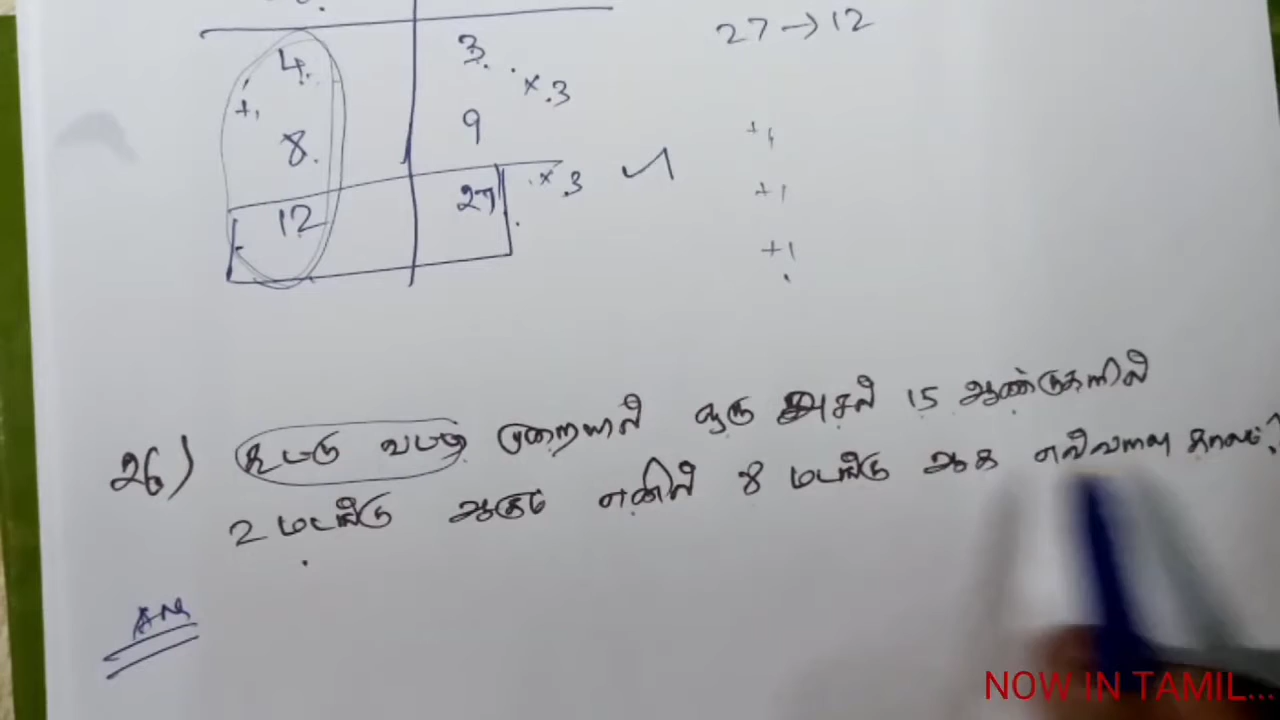 27 → 12
4 3
× 3
+
8 9
× 3
12 27
+1
+1
+1
26) கூட்டு வட்டி முறையில் ஒரு அசல் 15 ஆண்டுகளில்
2 மடங்கு ஆகும் எனில் 8 மடங்கு ஆக எவ்வளவு காலம்?
Ans
NOW IN TAMIL...